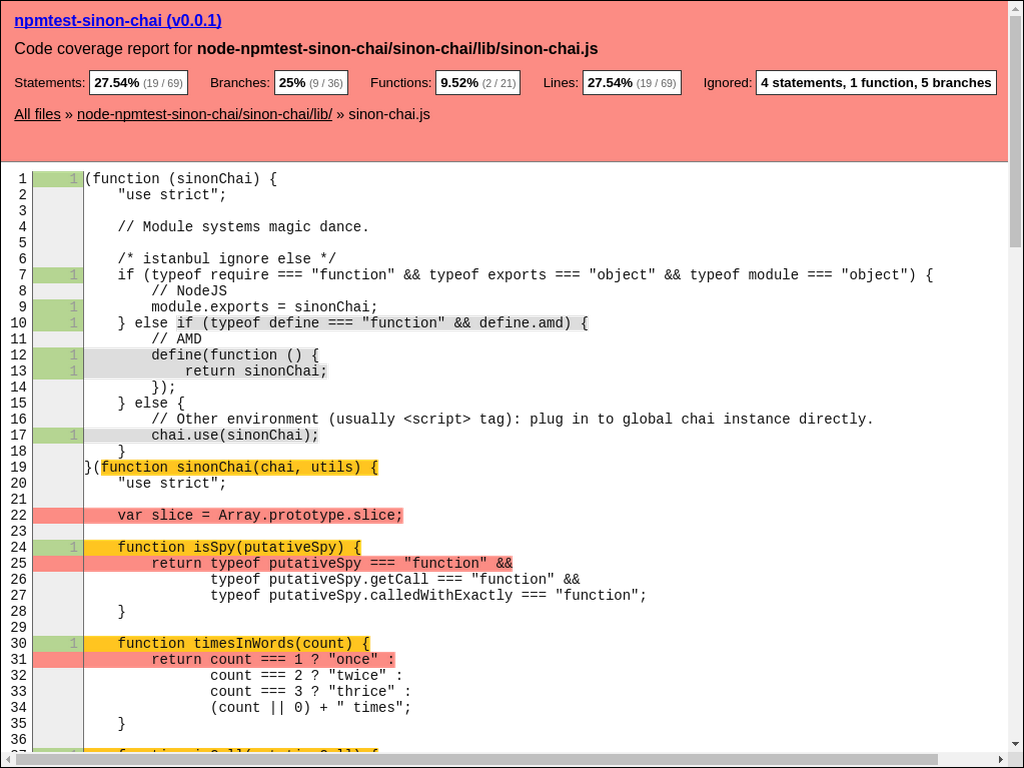 npmtest-sinon-chai (v0.0.1)
Code coverage report for node-npmtest-sinon-chai/sinon-chai/lib/sinon-chai.js
Statements: 27.54% (19 / 69) Branches: 25% (9 / 36) Functions: 9.52% (2 / 21) Lines: 27.54% (19 / 69) Ignored: 4 statements, 1 function, 5 branches
All files » node-npmtest-sinon-chai/sinon-chai/lib/ » sinon-chai.js
1 1 (function (sinonChai) {
2 "use strict";
3
4 // Module systems magic dance.
5
6 /* istanbul ignore else */
7 1 if (typeof require === "function" && typeof exports === "object" && typeof module === "object") {
8 // NodeJS
9 1 module.exports = sinonChai;
10 1 } else if (typeof define === "function" && define.amd) {
11 // AMD
12 1 define(function () {
13 1 return sinonChai;
14 });
15 } else {
16 // Other environment (usually <script> tag): plug in to global chai instance directly.
17 1 chai.use(sinonChai);
18 }
19 }(function sinonChai(chai, utils) {
20 "use strict";
21
22 var slice = Array.prototype.slice;
23
24 1 function isSpy(putativeSpy) {
25 return typeof putativeSpy === "function" &&
26 typeof putativeSpy.getCall === "function" &&
27 typeof putativeSpy.calledWithExactly === "function";
28 }
29
30 1 function timesInWords(count) {
31 return count === 1 ? "once" :
32 count === 2 ? "twice" :
33 count === 3 ? "thrice" :
34 (count || 0) + " times";
35 }
36